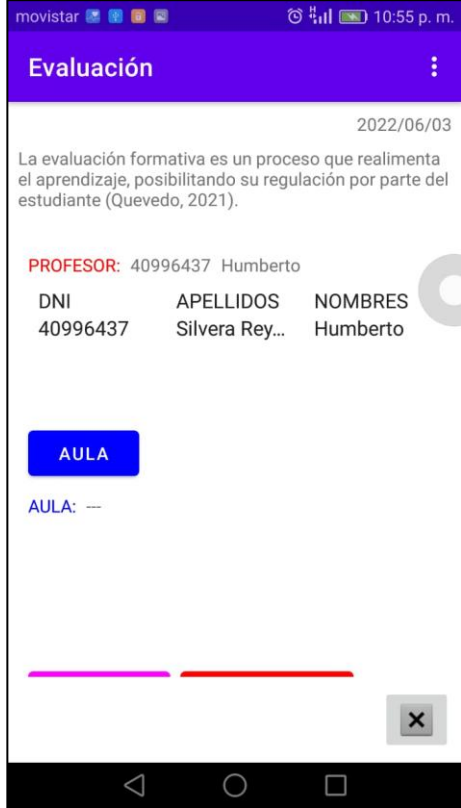 movistar 10:55 p. m.
Evaluación
2022/06/03
La evaluación formativa es un proceso que realimenta
el aprendizaje, posibilitando su regulación por parte del
estudiante (Quevedo, 2021).
PROFESOR: 40996437 Humberto
DNI APELLIDOS NOMBRES
40996437 Silvera Rey... Humberto
AULA
AULA: ---